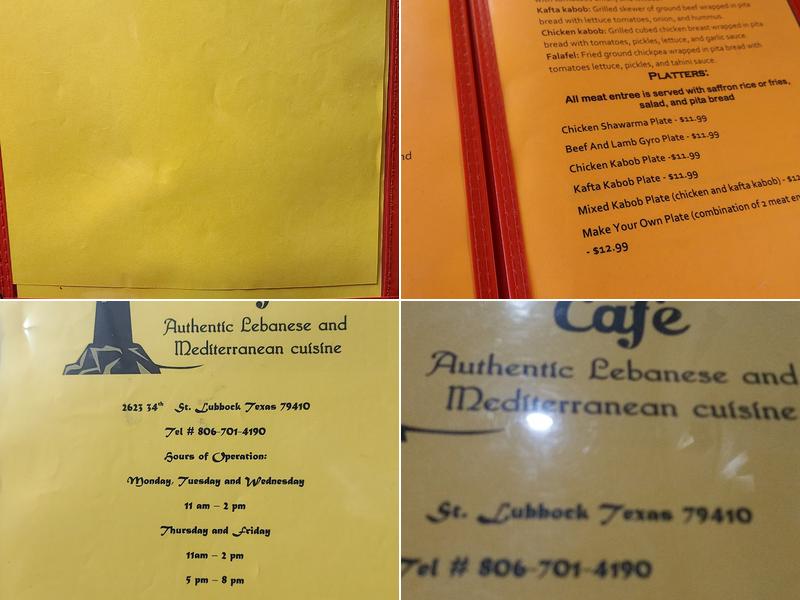 Kafta kabob: Grilled skewer of ground beef wrapped in pita
bread with lettuce tomatoes, onion, and hummus.
Chicken kabob: Grilled cubed chicken breast wrapped in pita
bread with tomatoes, pickles, lettuce, and garlic sauce.
Falafel: Fried ground chickpea wrapped in pita bread with
tomatoes lettuce, pickles, and tahini sauce.
PLATTERS:
All meat entree is served with saffron rice or fries,
salad, and pita bread
Chicken Shawarma Plate - $11.99
Beef And Lamb Gyro Plate - $11.99
Chicken Kabob Plate -$11.99
Kafta Kabob Plate - $11.99
Mixed Kabob Plate (chicken and kafta kabob) - $12
Make Your Own Plate (combination of 2 meat en
- $12.99
Authentic Lebanese and
Mediterranean cuisine
2623 34th St. Lubbock Texas 79410
Tel # 806-701-4190
Hours of Operation:
Monday, Tuesday and Wednesday
11 am – 2 pm
Thursday and Friday
11am – 2 pm
5 pm – 8 pm
Cafe
Authentic Lebanese and
Mediterranean cuisine
St. Lubbock Texas 79410
Tel # 806-701-4190